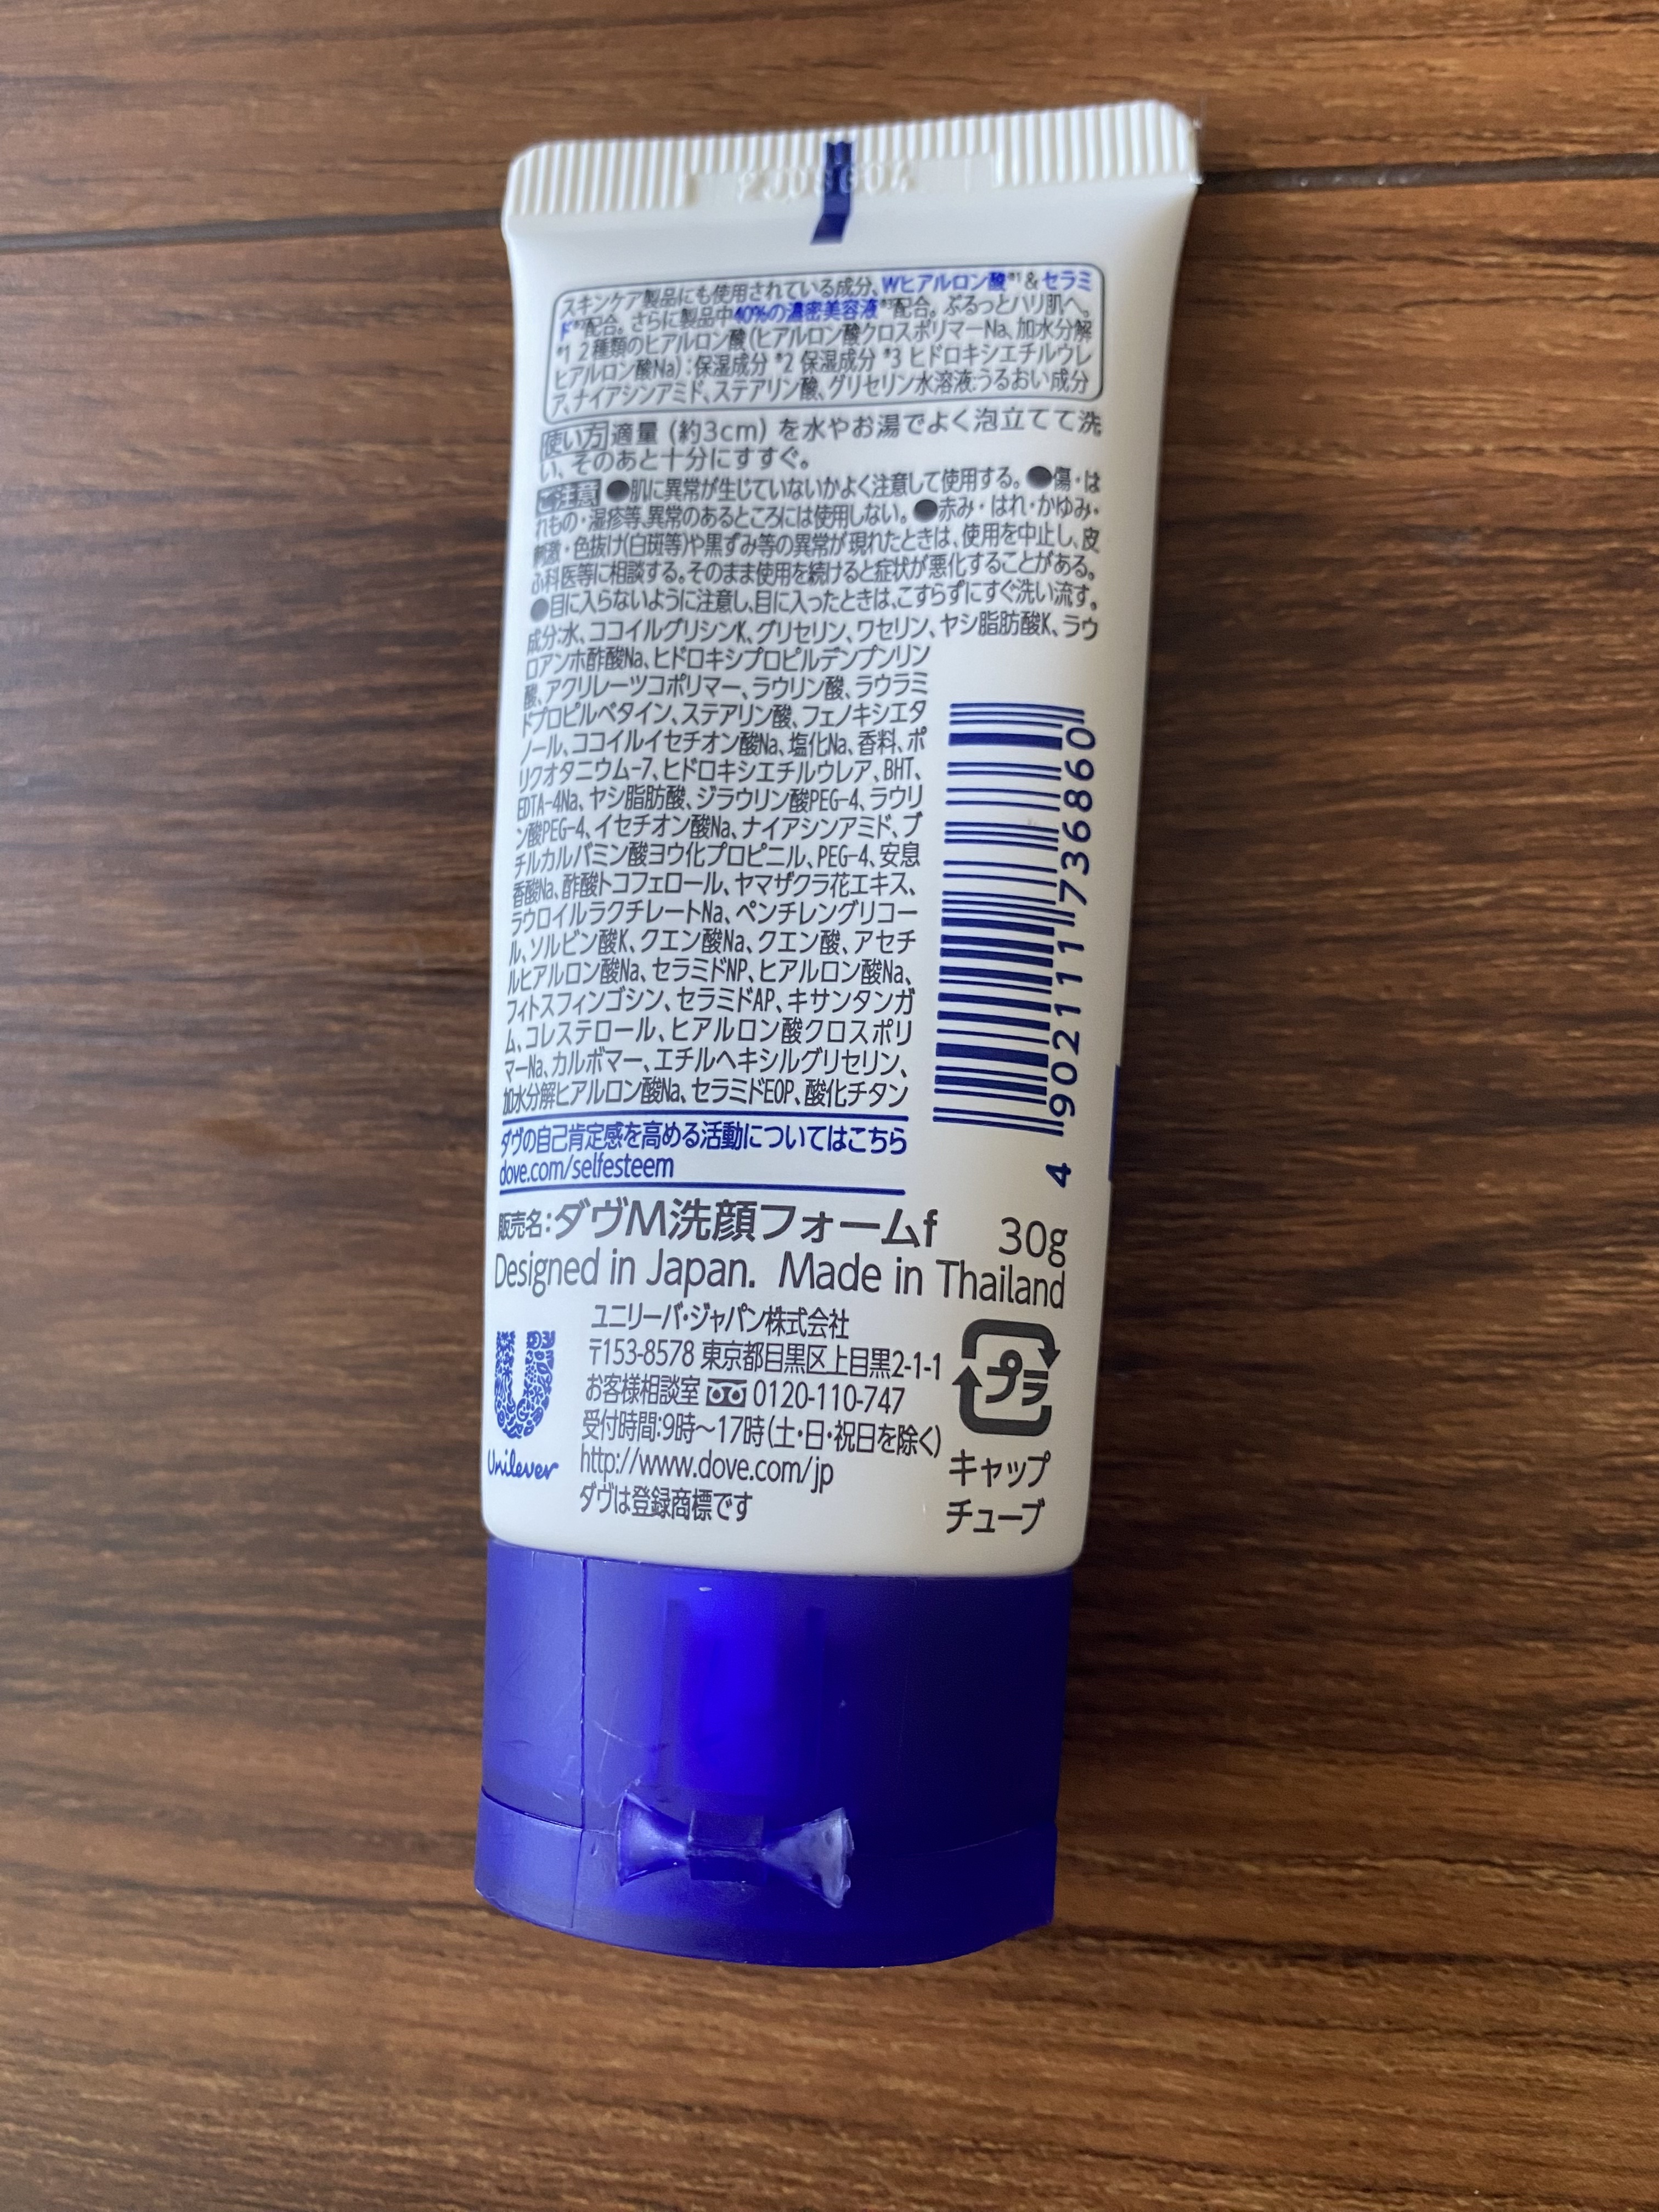 スキンケア製品にも使用されている成分、Wヒアルロン酸*1&セラミ
ド*2配合。さらに製品中40%の濃密美容液*3配合。ぷるっとハリ肌へ。
*1 2種類のヒアルロン酸(ヒアルロン酸クロスポリマーNa、加水分解
ヒアルロン酸Na):保湿成分 *2 保湿成分 *3 ヒドロキシエチルウレ
ア、ナイアシンアミド、ステアリン酸、グリセリン水溶液:うるおい成分
使い方 適量 (約3cm) を水やお湯でよく泡立てて洗
い、そのあと十分にすすぐ。
ご注意 ●肌に異常が生じていないかよく注意して使用する。●傷・は
れもの・湿疹等、異常のあるところには使用しない。●赤み・はれ・かゆみ・
刺激・色抜け(白斑等)や黒ずみ等の異常が現れたときは、使用を中止し、皮
ふ科医等に相談する。そのまま使用を続けると症状が悪化することがある。
●目に入らないように注意し、目に入ったときは、こすらずにすぐ洗い流す。
成分:水、ココイルグリシンK、グリセリン、ワセリン、ヤシ脂肪酸K、ラウ
ロアンホ酢酸Na、ヒドロキシプロピルデンプンリン
酸、アクリレーツコポリマー、ラウリン酸、ラウラミ
ドプロピルベタイン、ステアリン酸、フェノキシエタ
ノール、ココイルイセチオン酸Na、塩化Na、香料、ポ
リクオタニウム-7、ヒドロキシエチルウレア、BHT、
EDTA-4Na、ヤシ脂肪酸、ジラウリン酸PEG-4、ラウリ
ン酸PEG-4、イセチオン酸Na、ナイアシンアミド、ブ
チルカルバミン酸ヨウ化プロピニル、PEG-4、安息
香酸Na、酢酸トコフェロール、ヤマザクラ花エキス、
ラウロイルラクチレートNa、ペンチレングリコー
ル、ソルビン酸K、クエン酸Na、クエン酸、アセチ
ルヒアルロン酸Na、セラミドNP、ヒアルロン酸Na、
フィトスフィンゴシン、セラミドAP、キサンタンガ
ム、コレステロール、ヒアルロン酸クロスポリ
マーNa、カルボマー、エチルヘキシルグリセリン、
加水分解ヒアルロン酸Na、セラミドEOP、酸化チタン
4 902111 736860
ダヴの自己肯定感を高める活動についてはこちら
dove.com/selfesteem
販売名:ダヴM洗顔フォームf 30g
Designed in Japan. Made in Thailand
ユニリーバ・ジャパン株式会社
〒153-8578 東京都目黒区上目黒2-1-1
お客様相談室 0120-110-747
受付時間:9時〜17時(土・日・祝日を除く)
http://www.dove.com/jp
ダヴは登録商標です
Unilever
プラ
キャップ
チューブ